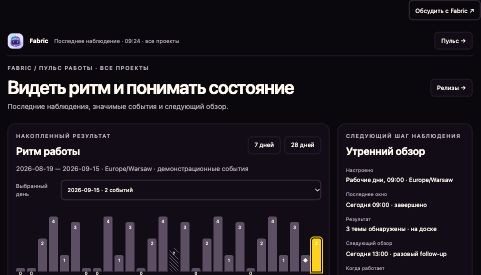 Обсудить с Fabric ↗
Fabric Последнее наблюдение · 09:24 · все проекты
Пульс →
FABRIC / ПУЛЬС РАБОТЫ · ВСЕ ПРОЕКТЫ
Видеть ритм и понимать состояние
Релизы →
Последние наблюдения, значимые события и следующий обзор.
НАКОПЛЕННЫЙ РЕЗУЛЬТАТ
Ритм работы
7 дней
28 дней
2026-08-19 — 2026-09-15 · Europe/Warsaw · демонстрационные события
Выбранный день
2026-09-15 · 2 событий
СЛЕДУЮЩИЙ ШАГ НАБЛЮДЕНИЯ
Утренний обзор
Настроено
Рабочие дни, 09:00 · Europe/Warsaw
Последнее окно
Сегодня 09:00 · завершено
Результат
3 темы обнаружены · на доске
Следующий обзор
Сегодня 13:00 · разовый follow-up
Когда работает